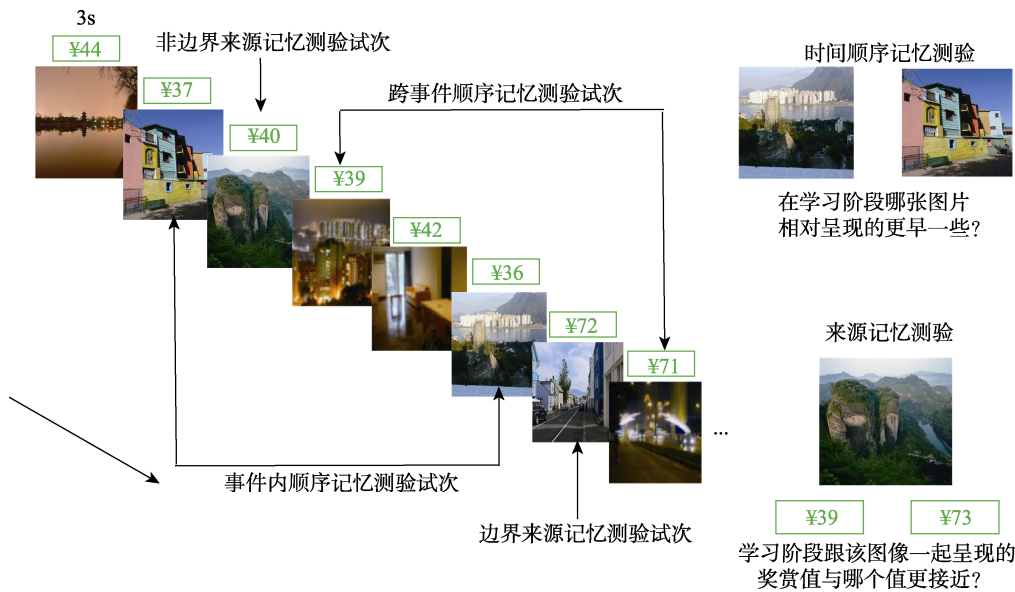 3s
¥44
非边界来源记忆测验试次
¥37
跨事件顺序记忆测验试次
¥40
¥39
¥42
¥36
¥72
¥71
...
事件内顺序记忆测验试次
边界来源记忆测验试次
时间顺序记忆测验
在学习阶段哪张图片
相对呈现的更早一些?
来源记忆测验
¥39
¥73
学习阶段跟该图像一起呈现的
奖赏值与哪个值更接近?